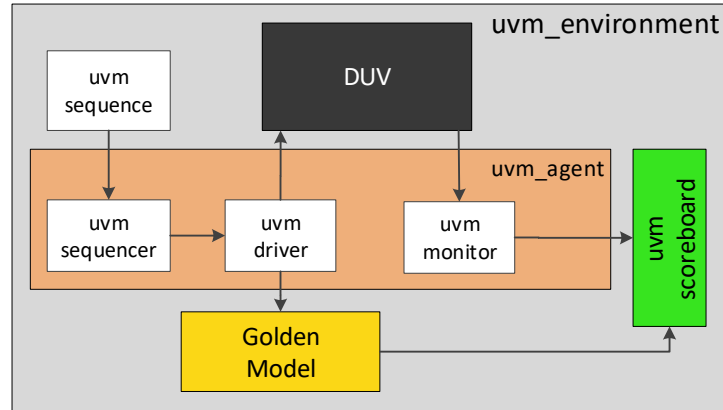 uvm_environment
uvm
sequence
DUV
uvm_agent
uvm
sequencer
uvm
driver
uvm
monitor
uvm
scoreboard
Golden
Model